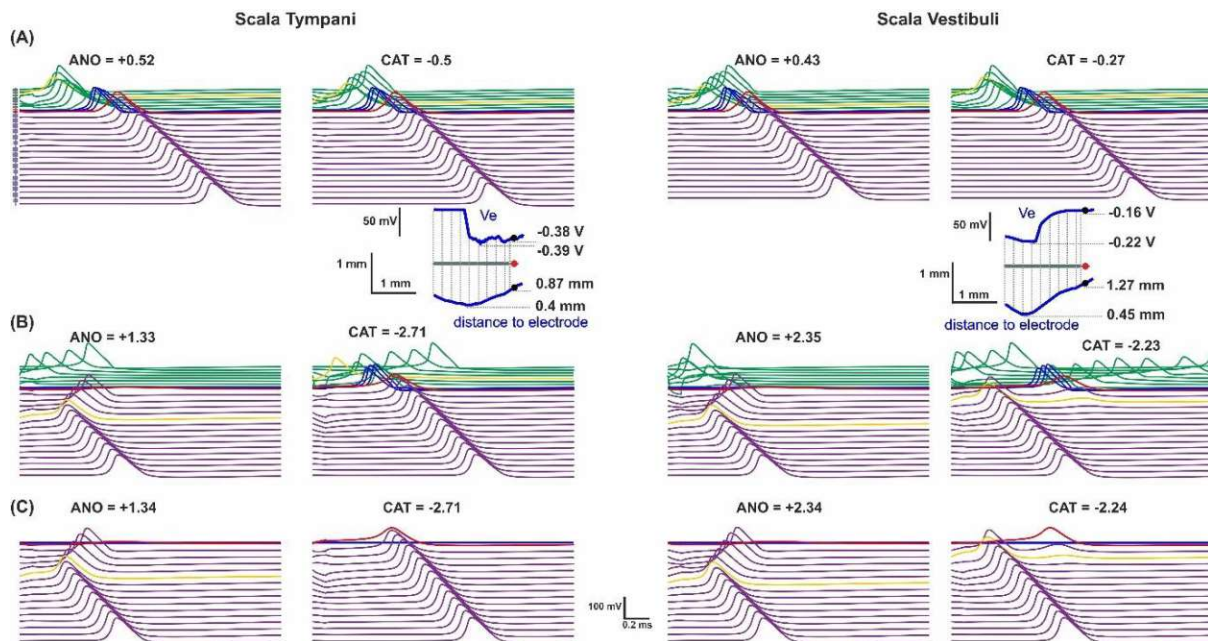 Scala Tympani
Scala Vestibuli
(A)
ANO = +0.52
CAT = -0.5
ANO = +0.43
CAT = -0.27
50 mV
Ve
-0.38 V
-0.39 V
1 mm
1 mm
0.87 mm
0.4 mm
distance to electrode
50 mV
Ve
-0.16 V
-0.22 V
1 mm
1 mm
1.27 mm
0.45 mm
distance to electrode
(B)
ANO = +1.33
CAT = -2.71
ANO = +2.35
CAT = -2.23
(C)
ANO = +1.34
CAT = -2.71
ANO = +2.34
CAT = -2.24
100 mV
0.2 ms